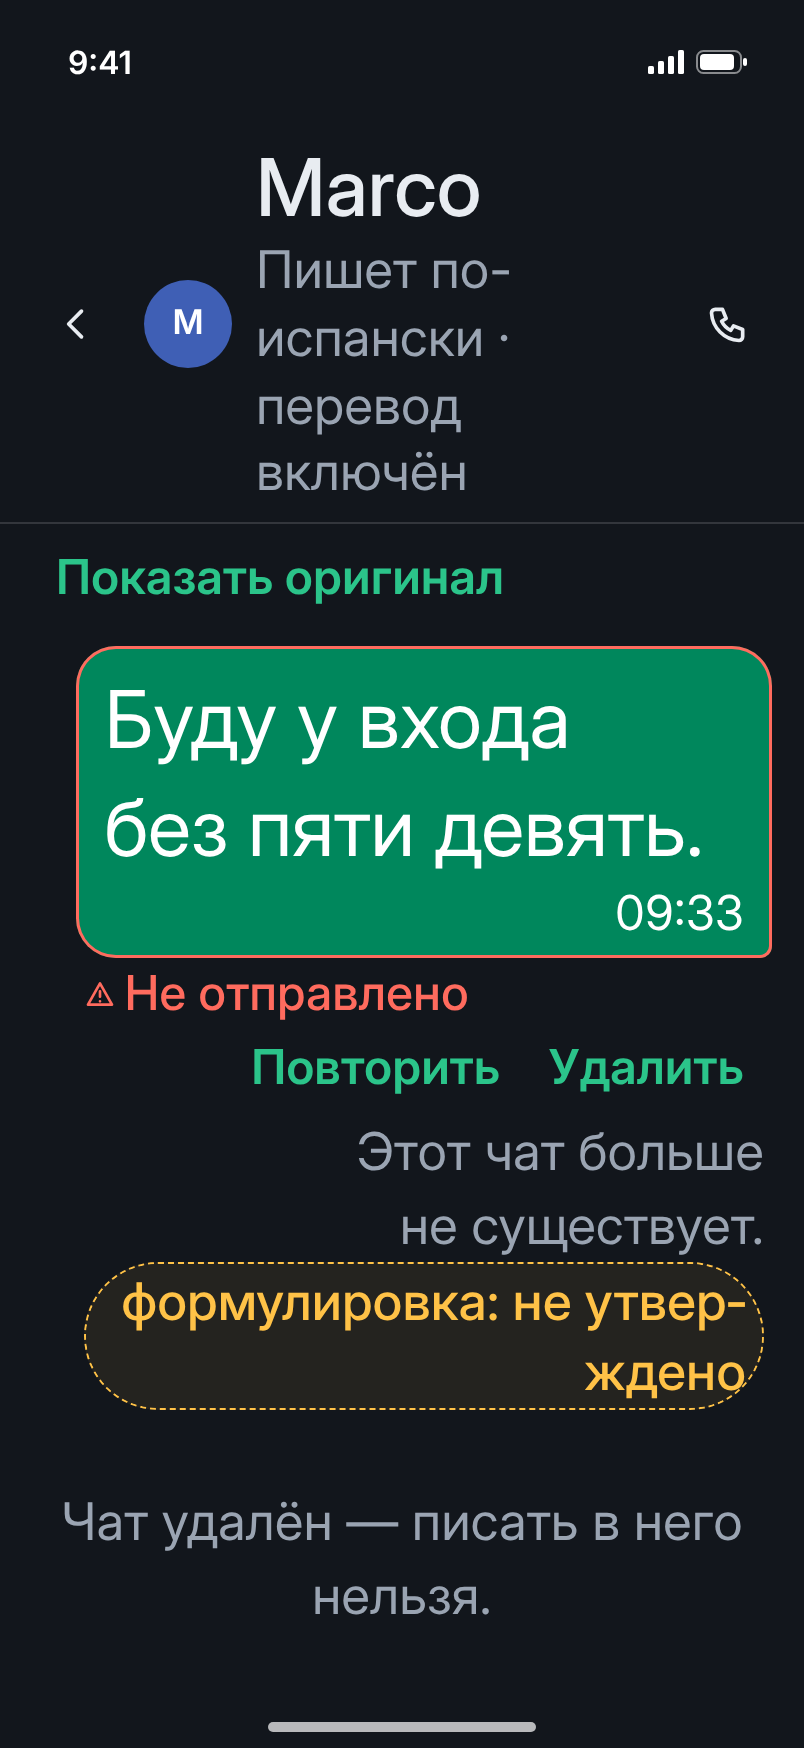 9:41
Marco
Пишет по-
испански ·
перевод
включён
M
Показать оригинал
Буду у входа
без пяти девять.
09:33
Не отправлено
Повторить Удалить
Этот чат больше
не существует.
формулировка: не утвер-
ждено
Чат удалён — писать в него
нельзя.